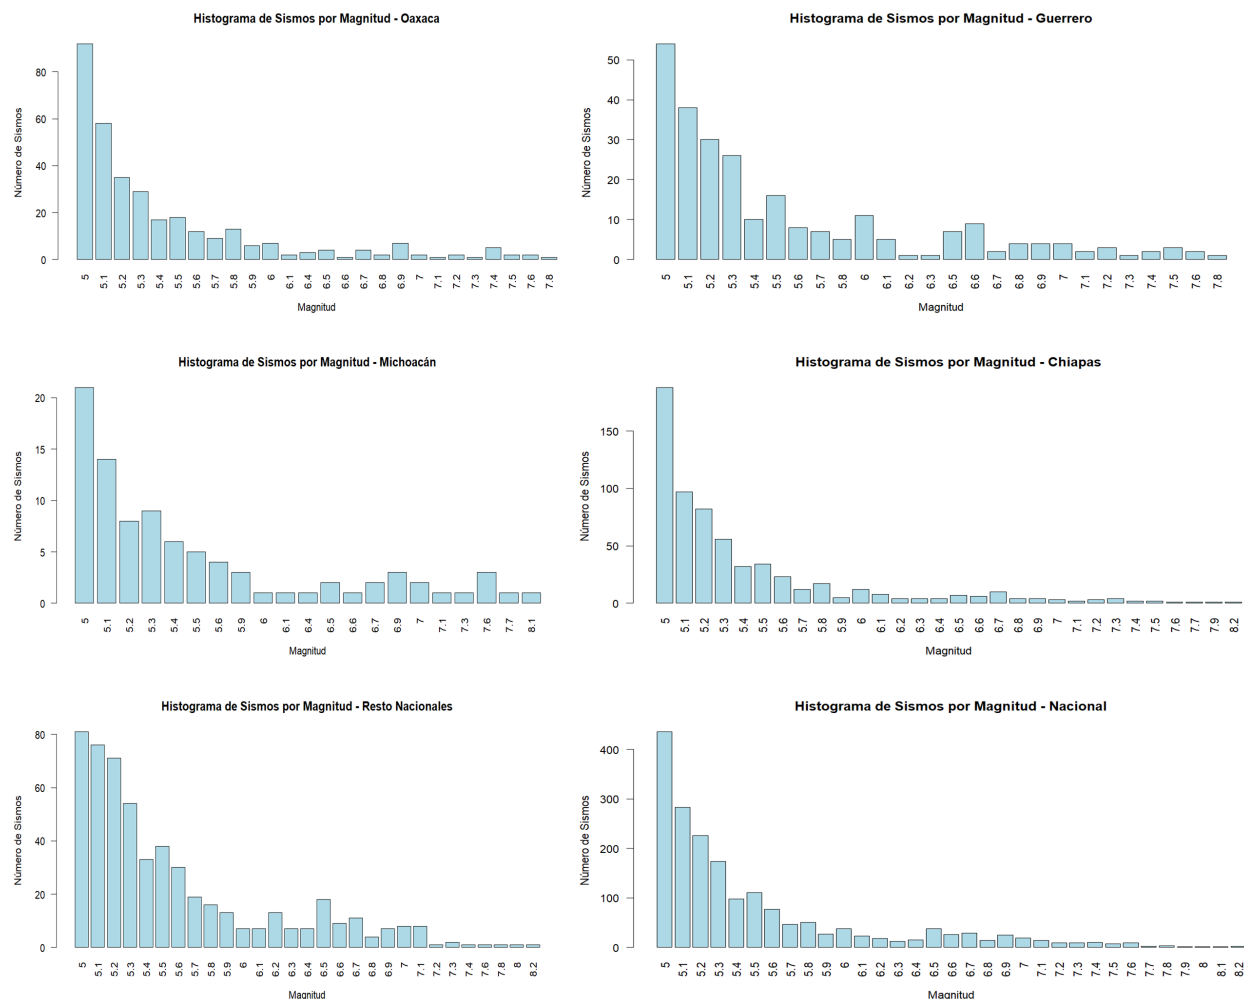 Histograma de Sismos por Magnitud - Oaxaca
Número de Sismos
80
60
40
20
0
5 5.1 5.2 5.3 5.4 5.5 5.6 5.7 5.8 5.9 6 6.1 6.4 6.5 6.6 6.7 6.8 6.9 7 7.1 7.2 7.3 7.4 7.5 7.6 7.8
Magnitud
Histograma de Sismos por Magnitud - Guerrero
Número de Sismos
50
40
30
20
10
0
5 5.1 5.2 5.3 5.4 5.5 5.6 5.7 5.8 6 6.1 6.2 6.3 6.5 6.6 6.7 6.8 6.9 7 7.1 7.2 7.3 7.4 7.5 7.6 7.8
Magnitud
Histograma de Sismos por Magnitud - Michoacán
Número de Sismos
20
15
10
5
0
5 5.1 5.2 5.3 5.4 5.5 5.6 5.9 6 6.1 6.4 6.5 6.6 6.7 6.9 7 7.1 7.3 7.6 7.7 8.1
Magnitud
Histograma de Sismos por Magnitud - Chiapas
Número de Sismos
150
100
50
0
5 5.1 5.2 5.3 5.4 5.5 5.6 5.7 5.8 5.9 6 6.1 6.2 6.3 6.4 6.5 6.6 6.7 6.8 6.9 7 7.1 7.2 7.3 7.4 7.5 7.6 7.7 7.9 8.2
Magnitud
Histograma de Sismos por Magnitud - Resto Nacionales
Número de Sismos
80
60
40
20
0
5 5.1 5.2 5.3 5.4 5.5 5.6 5.7 5.8 5.9 6 6.1 6.2 6.3 6.4 6.5 6.6 6.7 6.8 6.9 7 7.1 7.2 7.3 7.4 7.6 7.8 8 8.2
Magnitud
Histograma de Sismos por Magnitud - Nacional
Número de Sismos
400
300
200
100
0
5 5.1 5.2 5.3 5.4 5.5 5.6 5.7 5.8 5.9 6 6.1 6.2 6.3 6.4 6.5 6.6 6.7 6.8 6.9 7 7.1 7.2 7.3 7.4 7.5 7.6 7.7 7.8 7.9 8 8.1 8.2
Magnitud